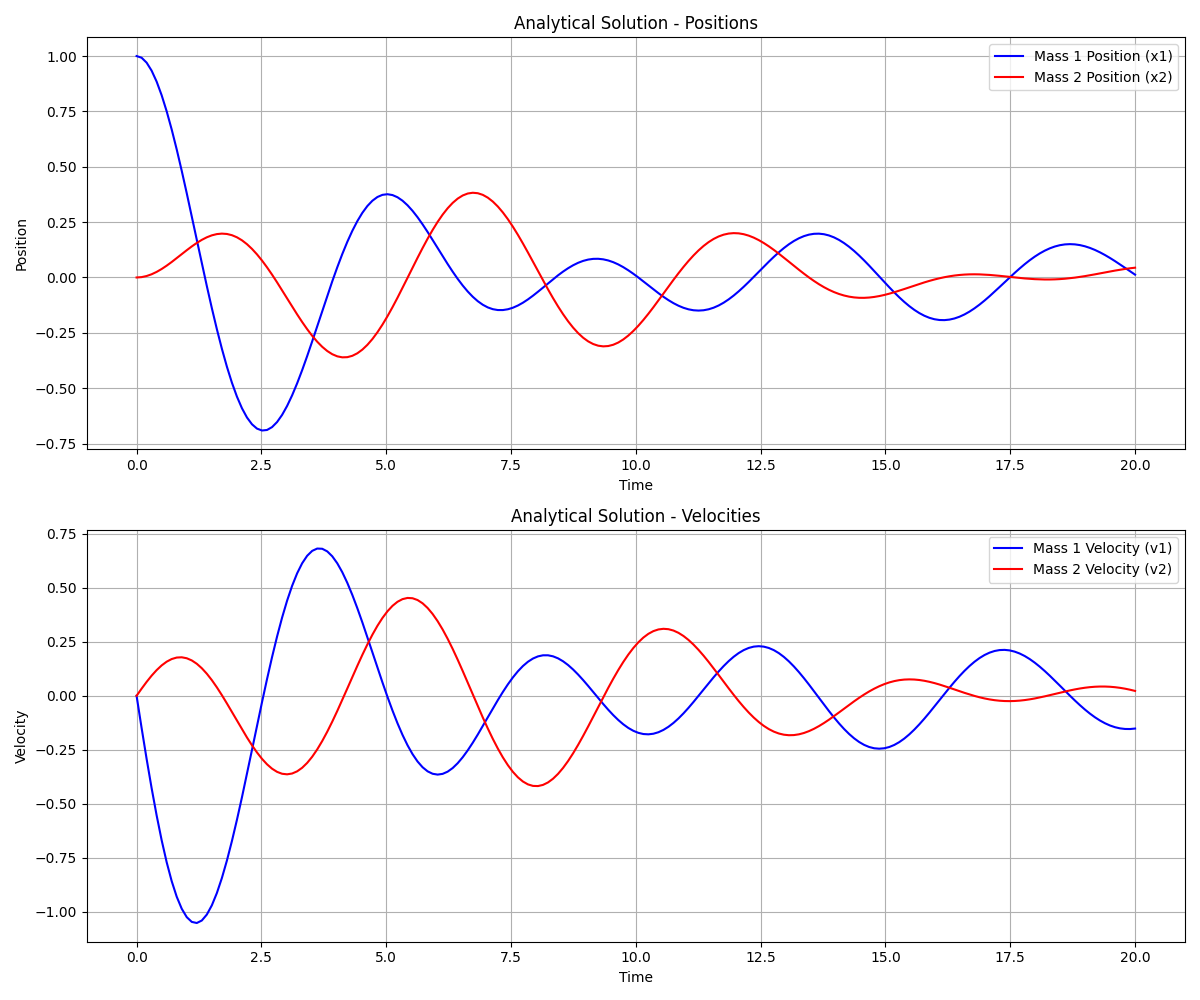 Analytical Solution - Positions
1.00
0.75
0.50
0.25
0.00
−0.25
−0.50
−0.75
Position
Mass 1 Position (x1)
Mass 2 Position (x2)
0.0 2.5 5.0 7.5 10.0 12.5 15.0 17.5 20.0
Time
Analytical Solution - Velocities
0.75
0.50
0.25
0.00
−0.25
−0.50
−0.75
−1.00
Velocity
Mass 1 Velocity (v1)
Mass 2 Velocity (v2)
0.0 2.5 5.0 7.5 10.0 12.5 15.0 17.5 20.0
Time